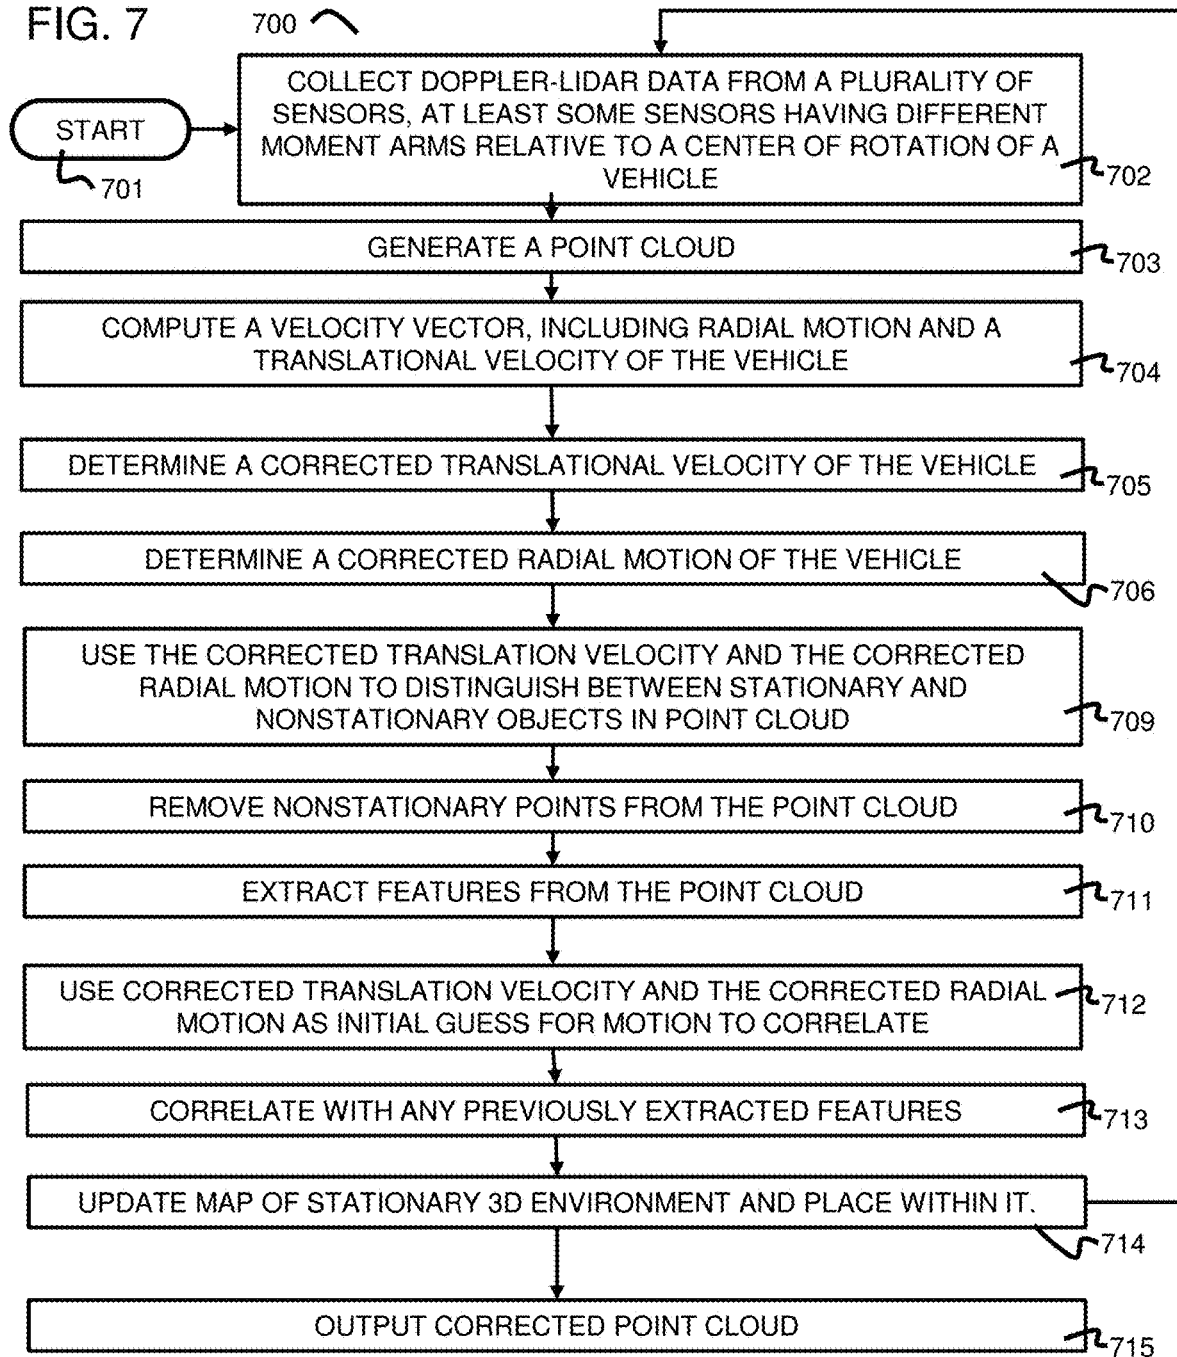 FIG. 7
700
START
701
COLLECT DOPPLER-LIDAR DATA FROM A PLURALITY OF
SENSORS, AT LEAST SOME SENSORS HAVING DIFFERENT
MOMENT ARMS RELATIVE TO A CENTER OF ROTATION OF A
VEHICLE
702
GENERATE A POINT CLOUD
703
COMPUTE A VELOCITY VECTOR, INCLUDING RADIAL MOTION AND A
TRANSLATIONAL VELOCITY OF THE VEHICLE
704
DETERMINE A CORRECTED TRANSLATIONAL VELOCITY OF THE VEHICLE
705
DETERMINE A CORRECTED RADIAL MOTION OF THE VEHICLE
706
USE THE CORRECTED TRANSLATION VELOCITY AND THE CORRECTED
RADIAL MOTION TO DISTINGUISH BETWEEN STATIONARY AND
NONSTATIONARY OBJECTS IN POINT CLOUD
709
REMOVE NONSTATIONARY POINTS FROM THE POINT CLOUD
710
EXTRACT FEATURES FROM THE POINT CLOUD
711
USE CORRECTED TRANSLATION VELOCITY AND THE CORRECTED RADIAL
MOTION AS INITIAL GUESS FOR MOTION TO CORRELATE
712
CORRELATE WITH ANY PREVIOUSLY EXTRACTED FEATURES
713
UPDATE MAP OF STATIONARY 3D ENVIRONMENT AND PLACE WITHIN IT.
714
OUTPUT CORRECTED POINT CLOUD
715